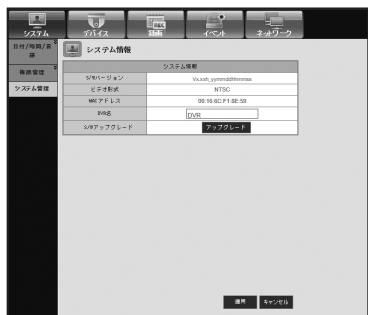 システム
デバイス
REC
録画
イベント
ネットワーク
日付/時間/言語
権限管理
システム管理
システム情報
システム情報
S/Wバージョン
Vx.xxh_yymmddhhmmss
ビデオ形式
NTSC
MACアドレス
00:16:6C:F1:8E:59
DVR名
DVR
S/Wアップグレード
アップグレード
適用
キャンセル